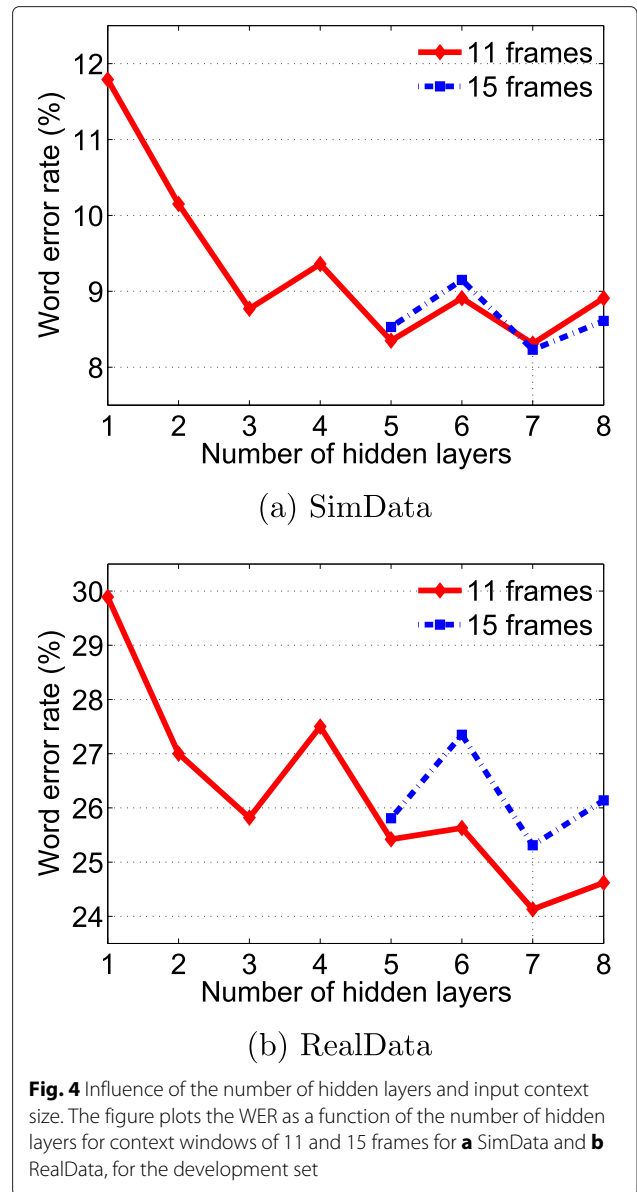 11 frames
15 frames
12
11
10
9
8
Word error rate (%)
1 2 3 4 5 6 7 8
Number of hidden layers
(a) SimData
11 frames
15 frames
30
29
28
27
26
25
24
Word error rate (%)
1 2 3 4 5 6 7 8
Number of hidden layers
(b) RealData
Fig. 4 Influence of the number of hidden layers and input context
size. The figure plots the WER as a function of the number of hidden
layers for context windows of 11 and 15 frames for a SimData and b
RealData, for the development set